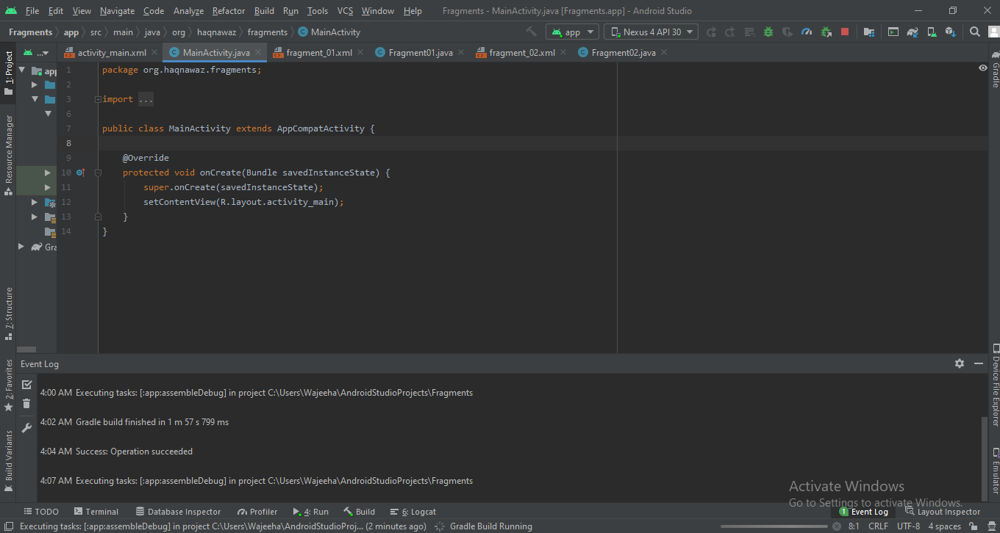 File Edit View Navigate Code Analyze Refactor Build Run Tools VCS Window Help Fragments - MainActivity.java [Fragments.app] - Android Studio
Fragments app src main java org haqnawaz fragments MainActivity app Nexus 4 API 30
... activity_main.xml MainActivity.java fragment_01.xml Fragment01.java fragment_02.xml Fragment02.java
1: Project
Resource Manager
7: Structure
2: Favorites
Build Variants
app
Gra
1 package org.haqnawaz.fragments;
2
3 import ...
6
7 public class MainActivity extends AppCompatActivity {
8
9 @Override
10 protected void onCreate(Bundle savedInstanceState) {
11 super.onCreate(savedInstanceState);
12 setContentView(R.layout.activity_main);
13 }
14 }
Gradle
Device File Explorer
Emulator
Event Log
4:00 AM Executing tasks: [:app:assembleDebug] in project C:\Users\Wajeeha\AndroidStudioProjects\Fragments
4:02 AM Gradle build finished in 1 m 57 s 799 ms
4:04 AM Success: Operation succeeded
4:07 AM Executing tasks: [:app:assembleDebug] in project C:\Users\Wajeeha\AndroidStudioProjects\Fragments
Activate Windows
Go to Settings to activate Windows.
TODO Terminal Database Inspector Profiler 4: Run Build 6: Logcat 1 Event Log Layout Inspector
Executing tasks: [:app:assembleDebug] in project C:\Users\Wajeeha\AndroidStudioProj... (2 minutes ago) Gradle Build Running 8:1 CRLF UTF-8 4 spaces